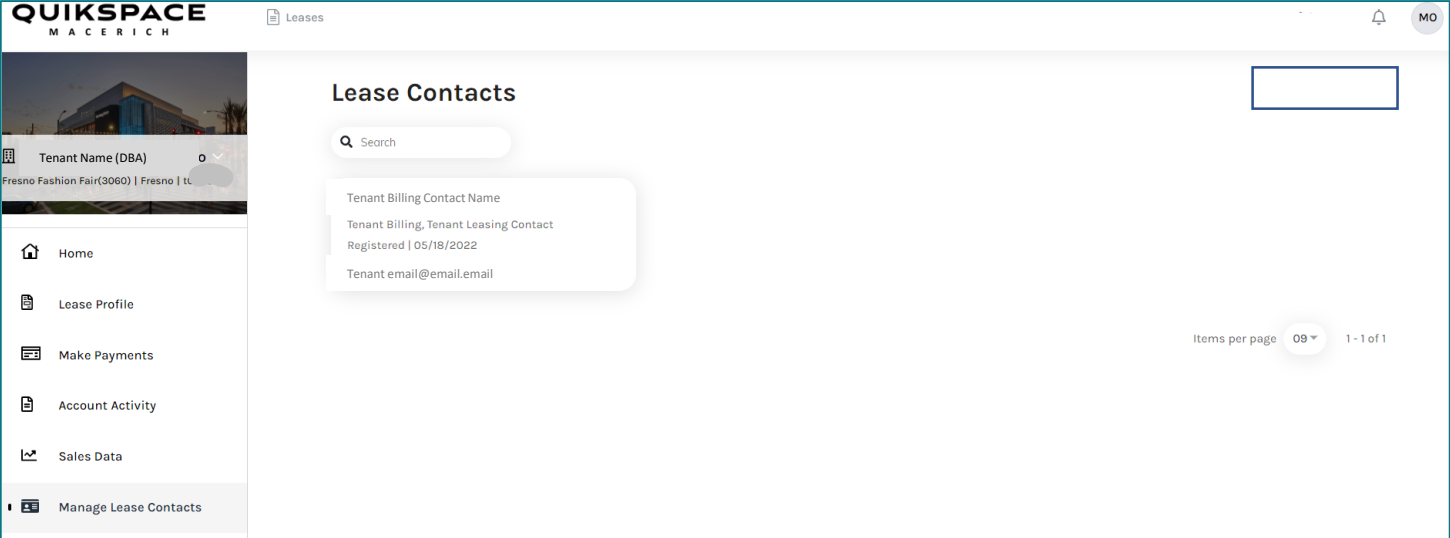 QUIKSPACE
MACERICH
Leases
MO
Tenant Name (DBA)
Fresno Fashion Fair(3060) | Fresno |
Home
Lease Profile
Make Payments
Account Activity
Sales Data
Manage Lease Contacts
Lease Contacts
Search
Tenant Billing Contact Name
Tenant Billing, Tenant Leasing Contact
Registered | 05/18/2022
Tenant email@email.email
Items per page 09 1 - 1 of 1